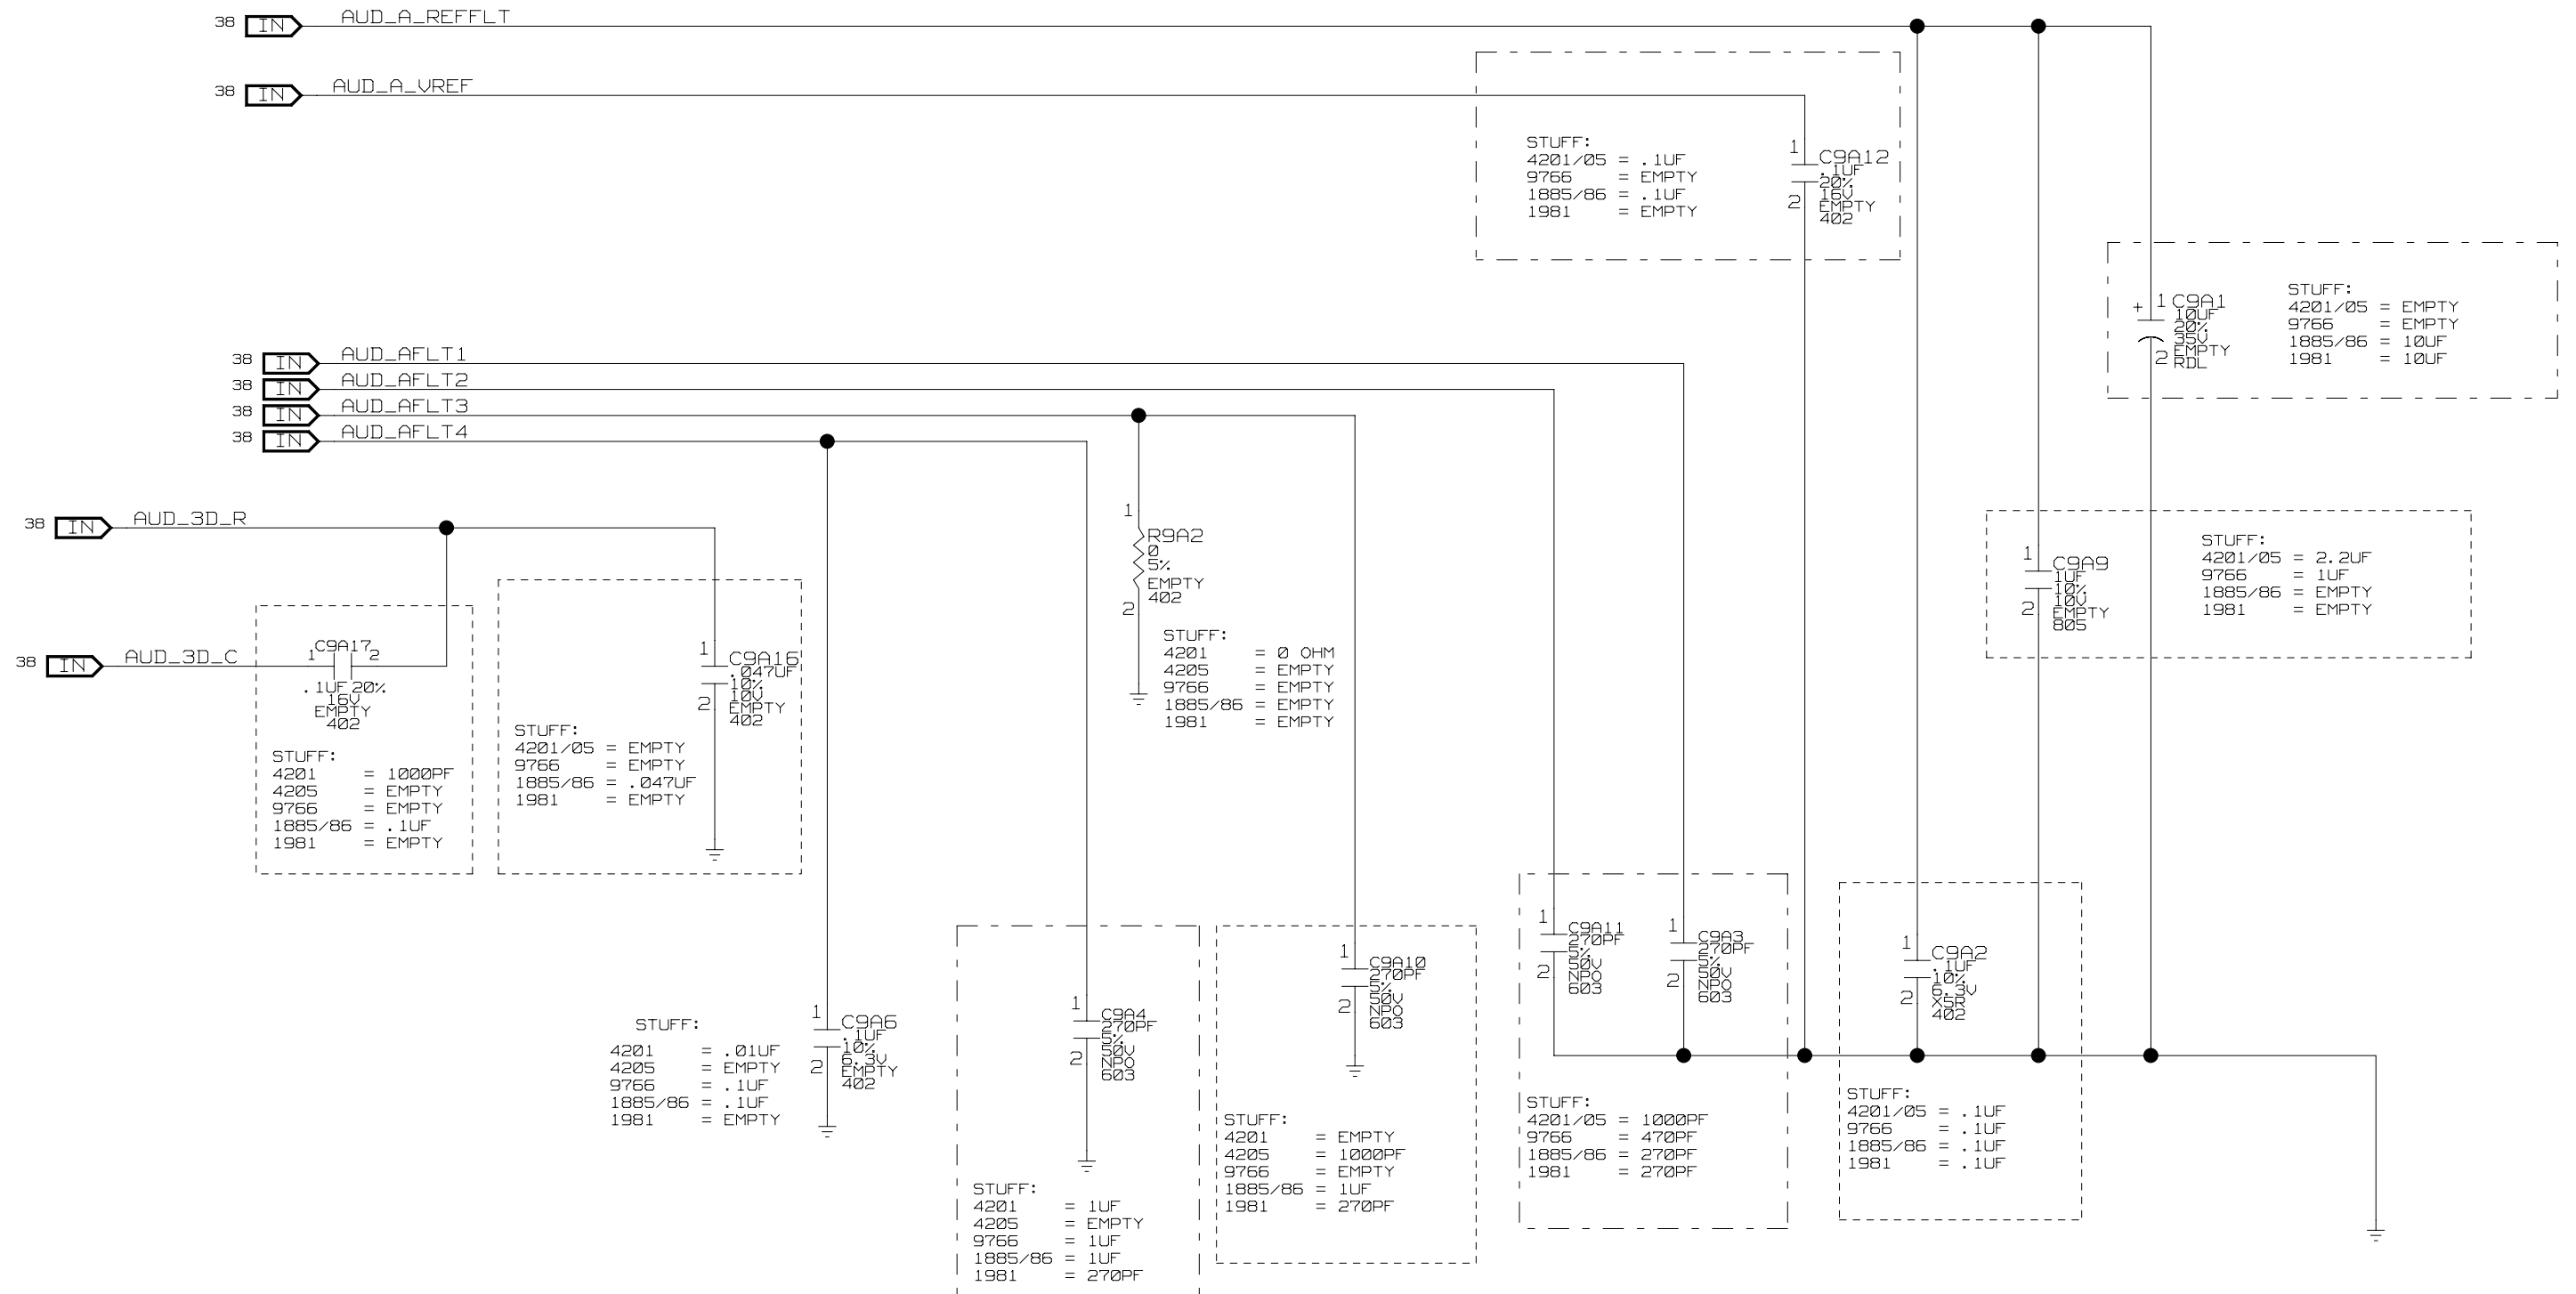 38 IN AUD_A_REFFLT
38 IN AUD_A_VREF
STUFF:
4201/05 = .1UF
9766 = EMPTY
1885/86 = .1UF
1981 = EMPTY
1
2
C9A12
.1UF
20%
16V
EMPTY
402
+ 1
2
C9A1
10UF
20%
35V
EMPTY
RDL
STUFF:
4201/05 = EMPTY
9766 = EMPTY
1885/86 = 10UF
1981 = 10UF
38 IN AUD_AFLT1
38 IN AUD_AFLT2
38 IN AUD_AFLT3
38 IN AUD_AFLT4
38 IN AUD_3D_R
38 IN AUD_3D_C
1 C9A17 2
.1UF 20%
16V
EMPTY
402
STUFF:
4201 = 1000PF
4205 = EMPTY
9766 = EMPTY
1885/86 = .1UF
1981 = EMPTY
1
2
C9A16
.047UF
10%
10V
EMPTY
402
STUFF:
4201/05 = EMPTY
9766 = EMPTY
1885/86 = .047UF
1981 = EMPTY
1
2
R9A2
0
5%
EMPTY
402
STUFF:
4201 = 0 OHM
4205 = EMPTY
9766 = EMPTY
1885/86 = EMPTY
1981 = EMPTY
1
2
C9A9
1UF
10%
10V
EMPTY
805
STUFF:
4201/05 = 2.2UF
9766 = 1UF
1885/86 = EMPTY
1981 = EMPTY
STUFF:
4201 = .01UF
4205 = EMPTY
9766 = .1UF
1885/86 = .1UF
1981 = EMPTY
1
2
C9A6
.1UF
10%
6.3V
EMPTY
402
1
2
C9A4
270PF
5%
50V
NPO
603
STUFF:
4201 = 1UF
4205 = EMPTY
9766 = 1UF
1885/86 = 1UF
1981 = 270PF
1
2
C9A10
270PF
5%
50V
NPO
603
STUFF:
4201 = EMPTY
4205 = 1000PF
9766 = EMPTY
1885/86 = 1UF
1981 = 270PF
1
2
C9A11
270PF
5%
50V
NPO
603
1
2
C9A3
270PF
5%
50V
NPO
603
STUFF:
4201/05 = 1000PF
9766 = 470PF
1885/86 = 270PF
1981 = 270PF
1
2
C9A2
.1UF
10%
6.3V
X5R
402
STUFF:
4201/05 = .1UF
9766 = .1UF
1885/86 = .1UF
1981 = .1UF